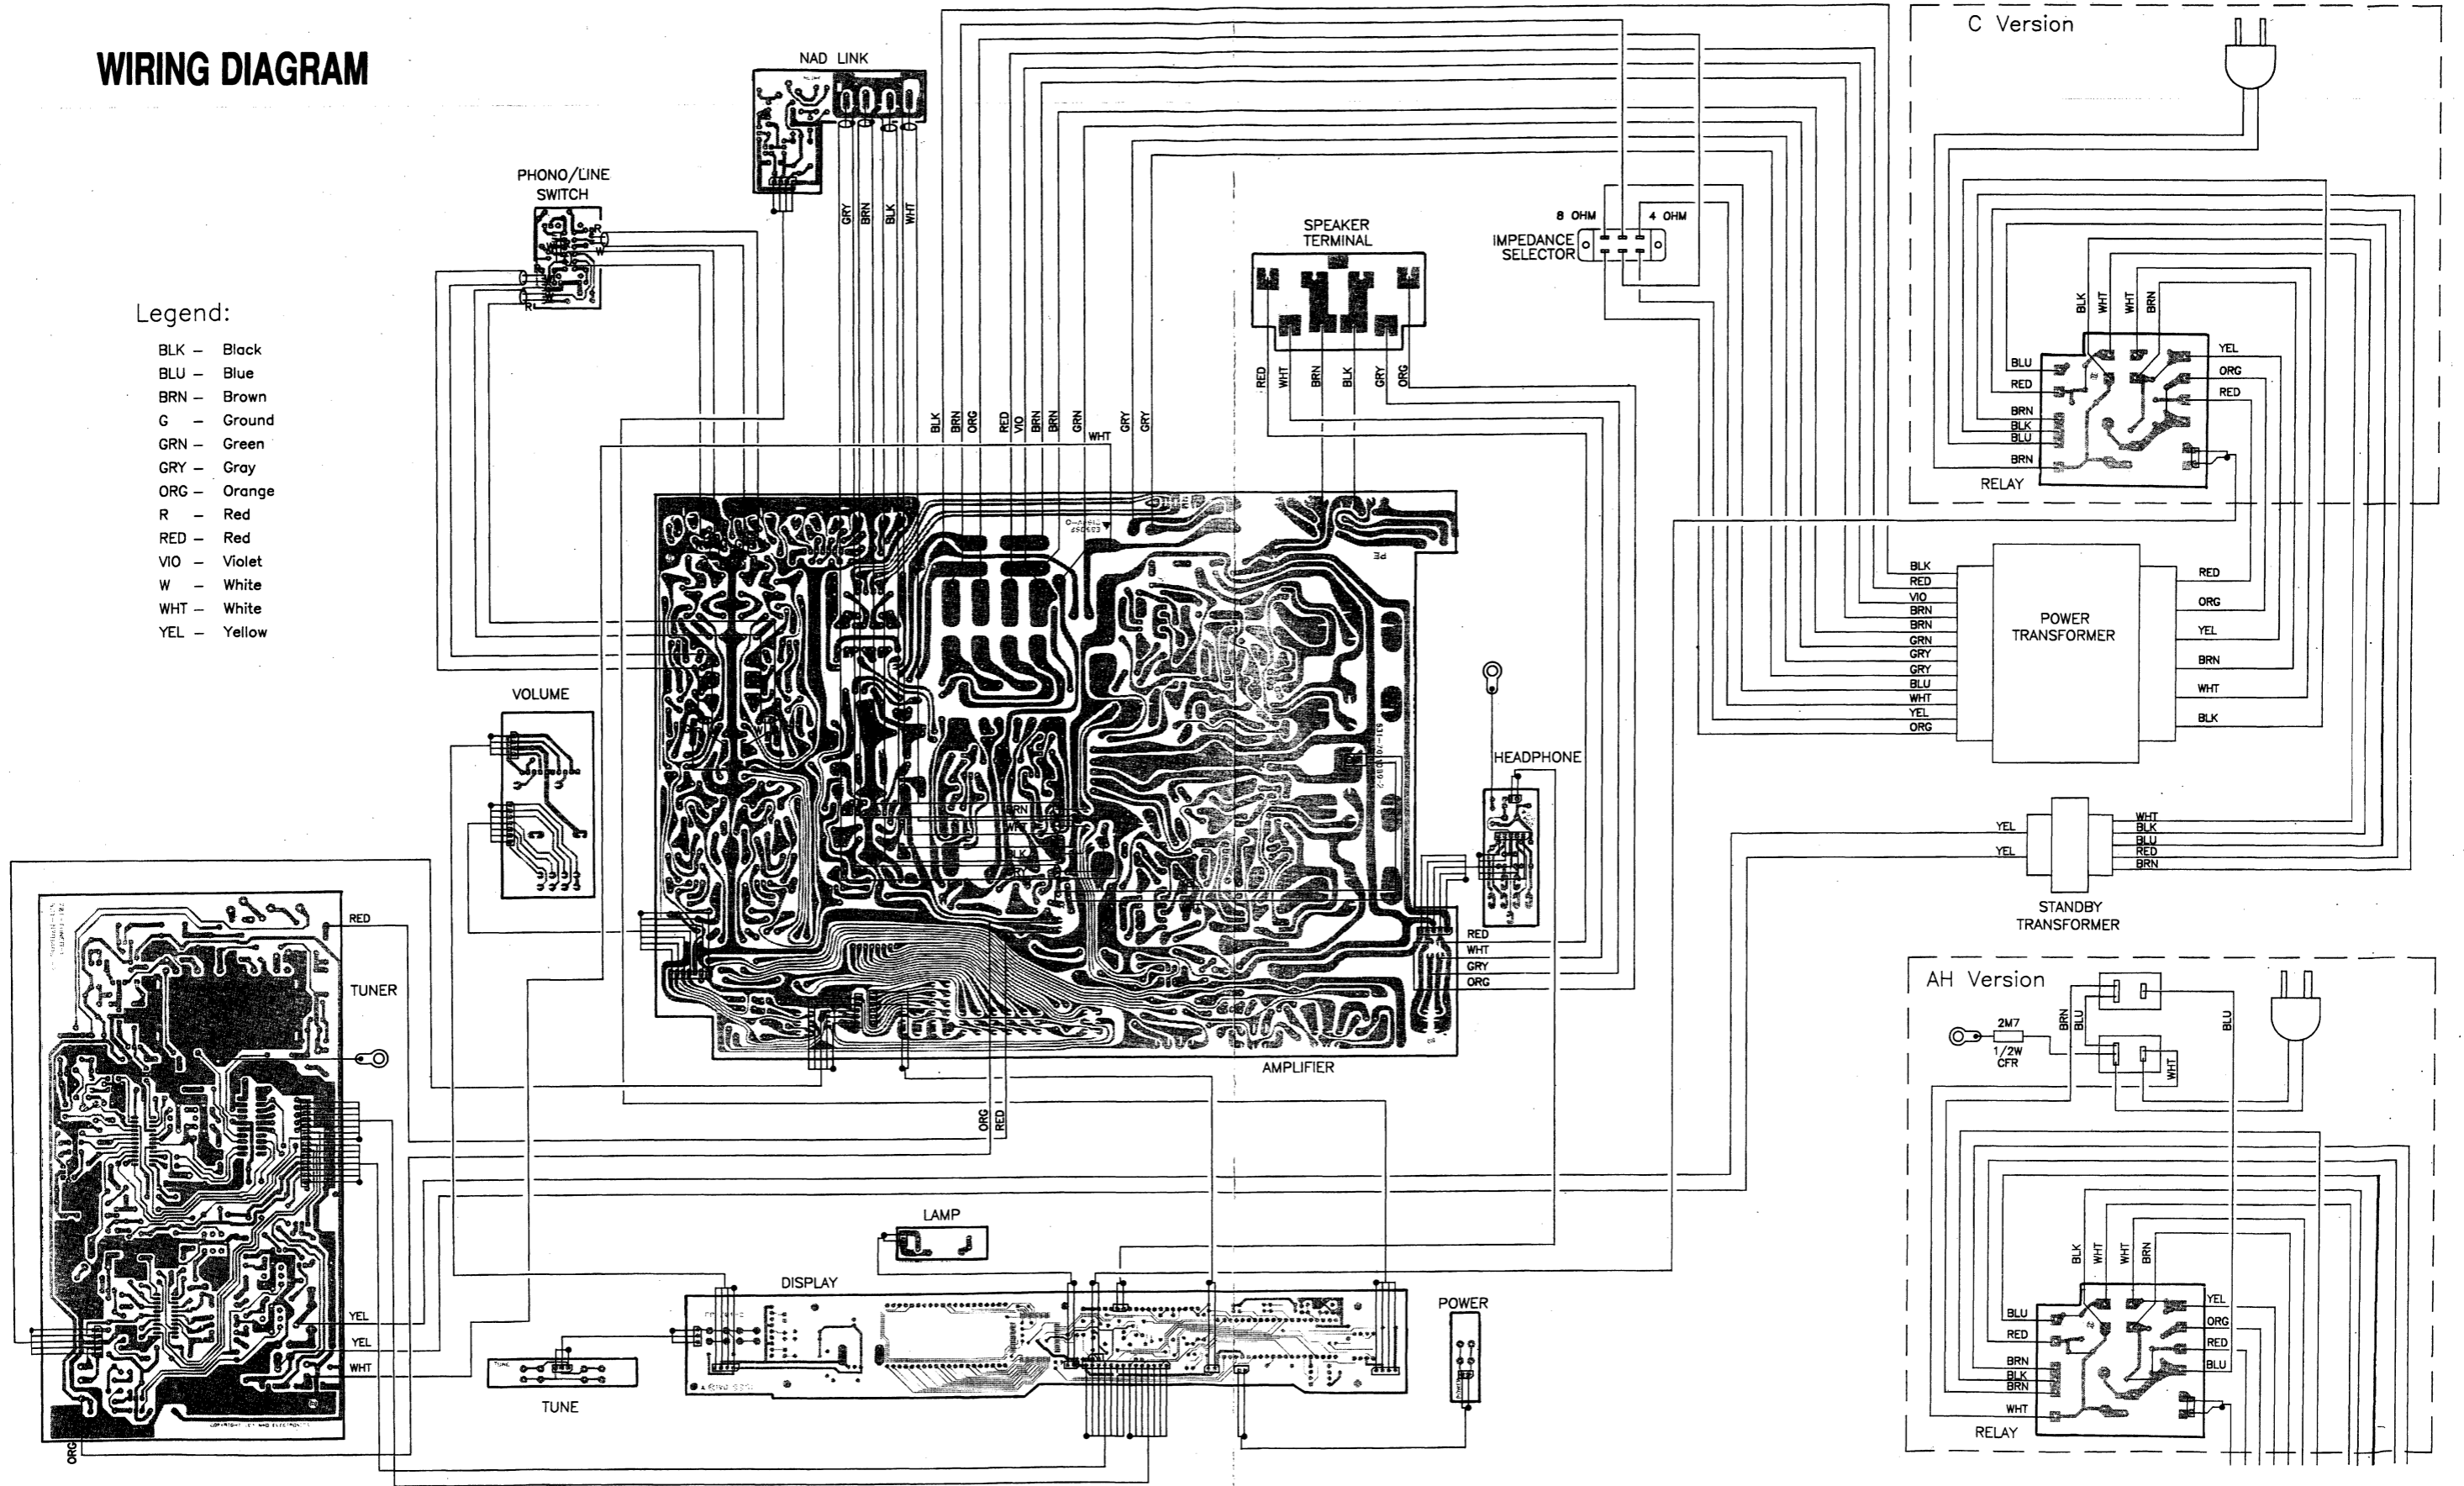 WIRING DIAGRAM
Legend:
BLK – Black
BLU – Blue
BRN – Brown
G – Ground
GRN – Green
GRY – Gray
ORG – Orange
R – Red
RED – Red
VIO – Violet
W – White
WHT – White
YEL – Yellow
NAD LINK
GRY
BRN
BLK
WHT
PHONO/LINE
SWITCH
R
W
R
SPEAKER
TERMINAL
RED
WHT
BRN
BLK
GRY
ORG
8 OHM
4 OHM
IMPEDANCE
SELECTOR
BLK
BRN
ORG
RED
VIO
BRN
BRN
GRN
WHT
GRY
GRY
C Version
BLK
WHT
WHT
BRN
BLU
RED
BRN
BLK
BLU
BRN
YEL
ORG
RED
RELAY
BLK
RED
VIO
BRN
BRN
GRN
GRY
GRY
BLU
WHT
YEL
ORG
POWER
TRANSFORMER
RED
ORG
YEL
BRN
WHT
BLK
YEL
YEL
WHT
BLK
BLU
RED
BRN
STANDBY
TRANSFORMER
VOLUME
HEADPHONE
BRN
WHT
BLK
RED
WHT
GRY
ORG
AMPLIFIER
ORG
RED
RED
TUNER
YEL
YEL
WHT
ORG
LAMP
DISPLAY
TUNE
POWER
AH Version
2M7
1/2W
CFR
BRN
BLU
WHT
BLU
BLK
WHT
WHT
BRN
BLU
RED
BRN
BLK
BRN
WHT
YEL
ORG
RED
BLU
RELAY